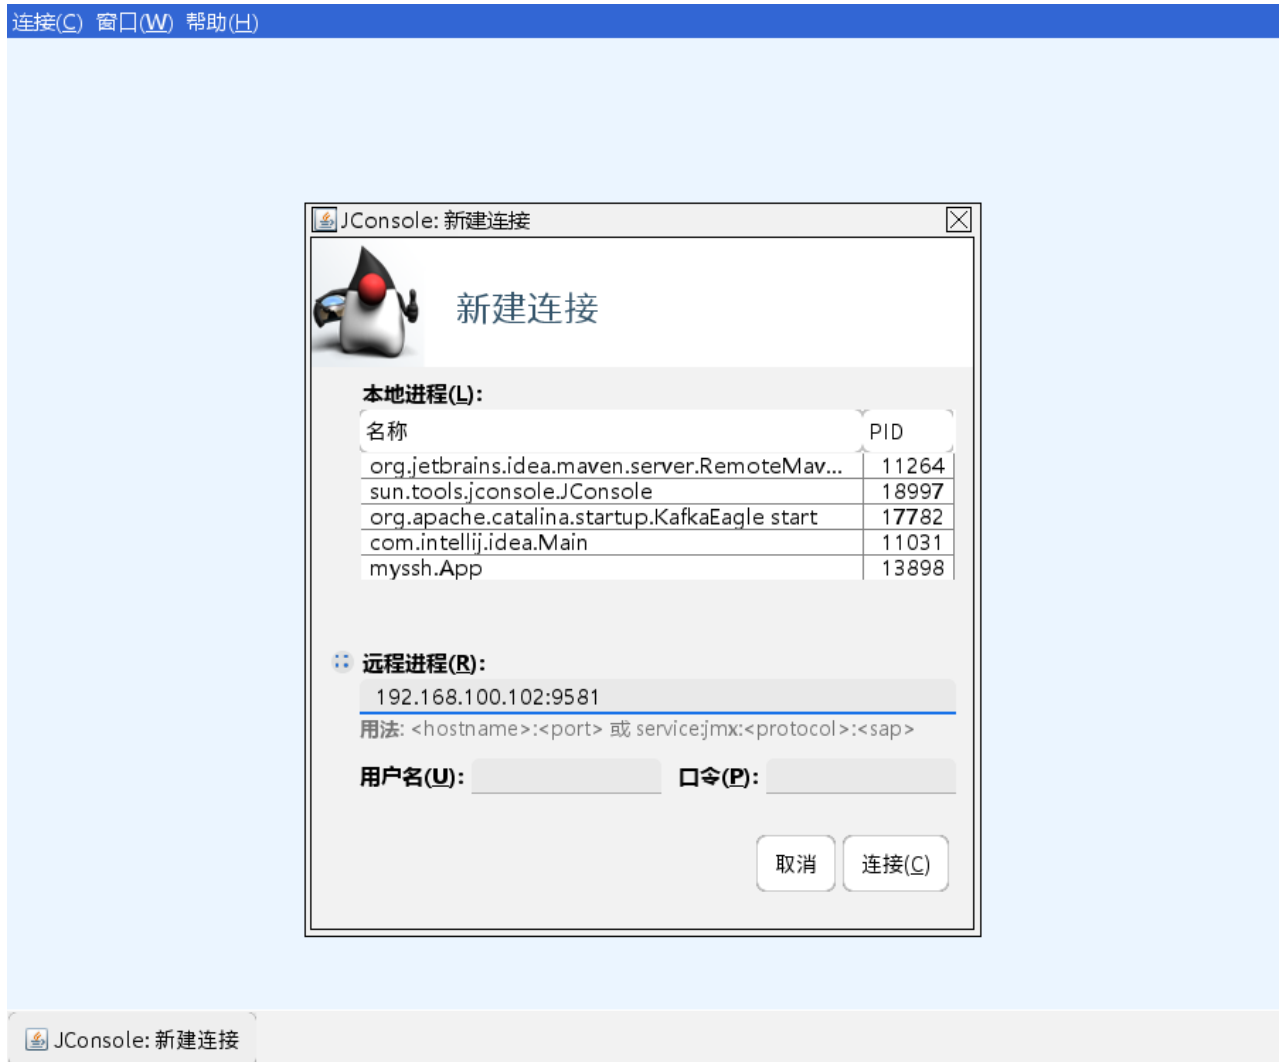 连接(C) 窗口(W) 帮助(H)
JConsole: 新建连接
新建连接
本地进程(L):
名称 PID
org.jetbrains.idea.maven.server.RemoteMav... 11264
sun.tools.jconsole.JConsole 18997
org.apache.catalina.startup.KafkaEagle start 17782
com.intellij.idea.Main 11031
myssh.App 13898
远程进程(R):
192.168.100.102:9581
用法: <hostname>:<port> 或 service:jmx:<protocol>:<sap>
用户名(U): 口令(P):
取消 连接(C)
JConsole: 新建连接